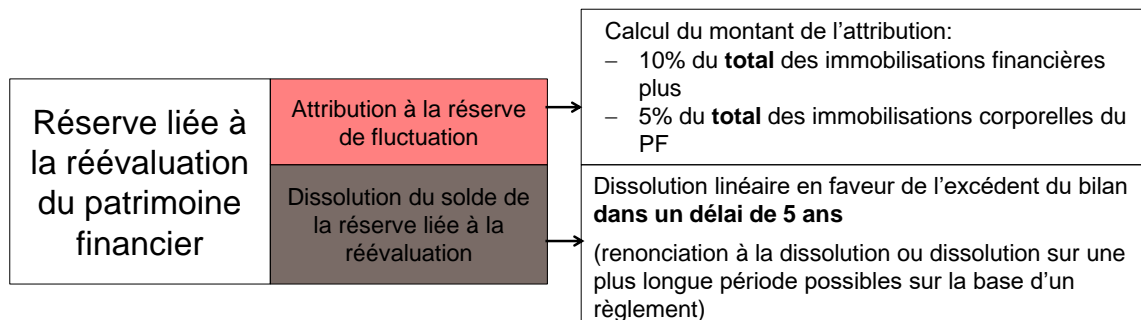 Réserve liée à
la réévaluation
du patrimoine
financier
Attribution à la réserve
de fluctuation
Dissolution du solde de
la réserve liée à la
réévaluation
Calcul du montant de l’attribution:
– 10% du total des immobilisations financières
plus
– 5% du total des immobilisations corporelles du
PF
Dissolution linéaire en faveur de l’excédent du bilan
dans un délai de 5 ans
(renonciation à la dissolution ou dissolution sur une
plus longue période possibles sur la base d’un
règlement)